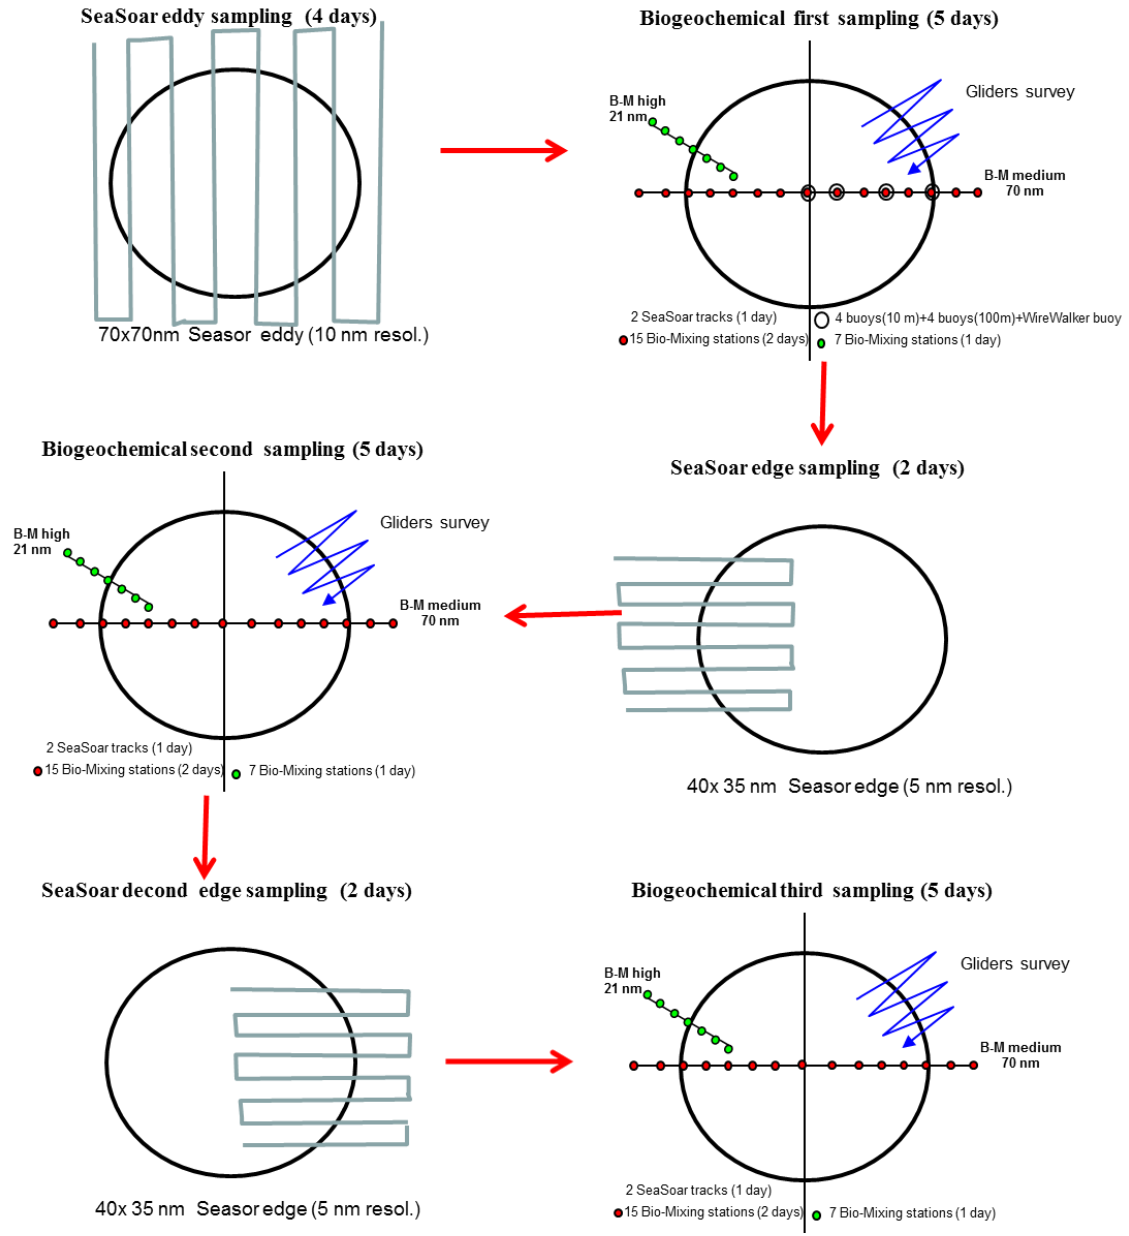 SeaSoar eddy sampling (4 days)
70x70nm Seasor eddy (10 nm resol.)
Biogeochemical first sampling (5 days)
B-M high
21 nm
Gliders survey
B-M medium
70 nm
2 SeaSoar tracks (1 day)
4 buoys(10 m)+4 buoys(100m)+WireWalker buoy
15 Bio-Mixing stations (2 days)
7 Bio-Mixing stations (1 day)
SeaSoar edge sampling (2 days)
40x 35 nm Seasor edge (5 nm resol.)
Biogeochemical second sampling (5 days)
B-M high
21 nm
Gliders survey
B-M medium
70 nm
2 SeaSoar tracks (1 day)
15 Bio-Mixing stations (2 days)
7 Bio-Mixing stations (1 day)
SeaSoar decond edge sampling (2 days)
40x 35 nm Seasor edge (5 nm resol.)
Biogeochemical third sampling (5 days)
B-M high
21 nm
Gliders survey
B-M medium
70 nm
2 SeaSoar tracks (1 day)
15 Bio-Mixing stations (2 days)
7 Bio-Mixing stations (1 day)